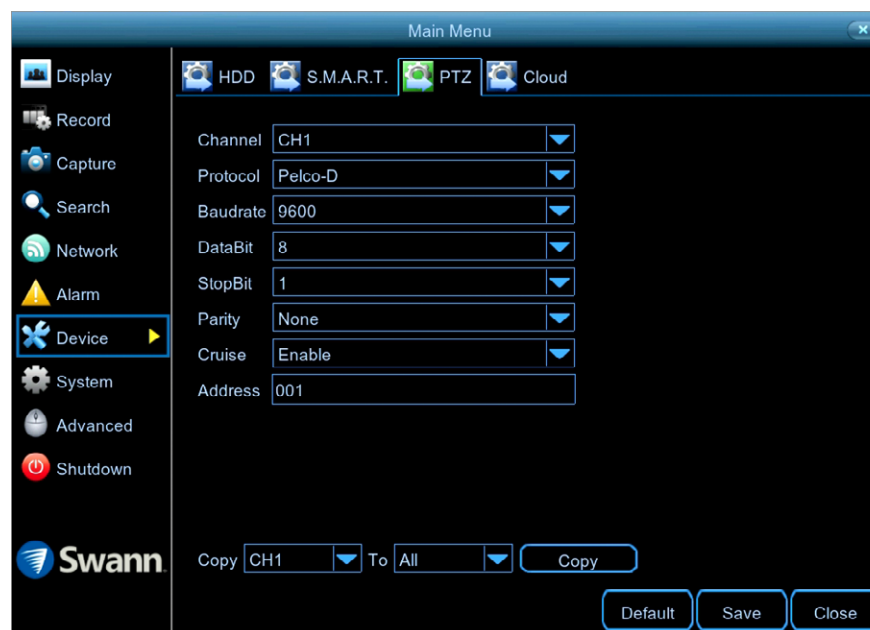 Main Menu
Display
Record
Capture
Search
Network
Alarm
Device
System
Advanced
Shutdown
Swann
HDD S.M.A.R.T. PTZ Cloud
Channel CH1
Protocol Pelco-D
Baudrate 9600
DataBit 8
StopBit 1
Parity None
Cruise Enable
Address 001
Copy CH1 To All Copy
Default Save Close